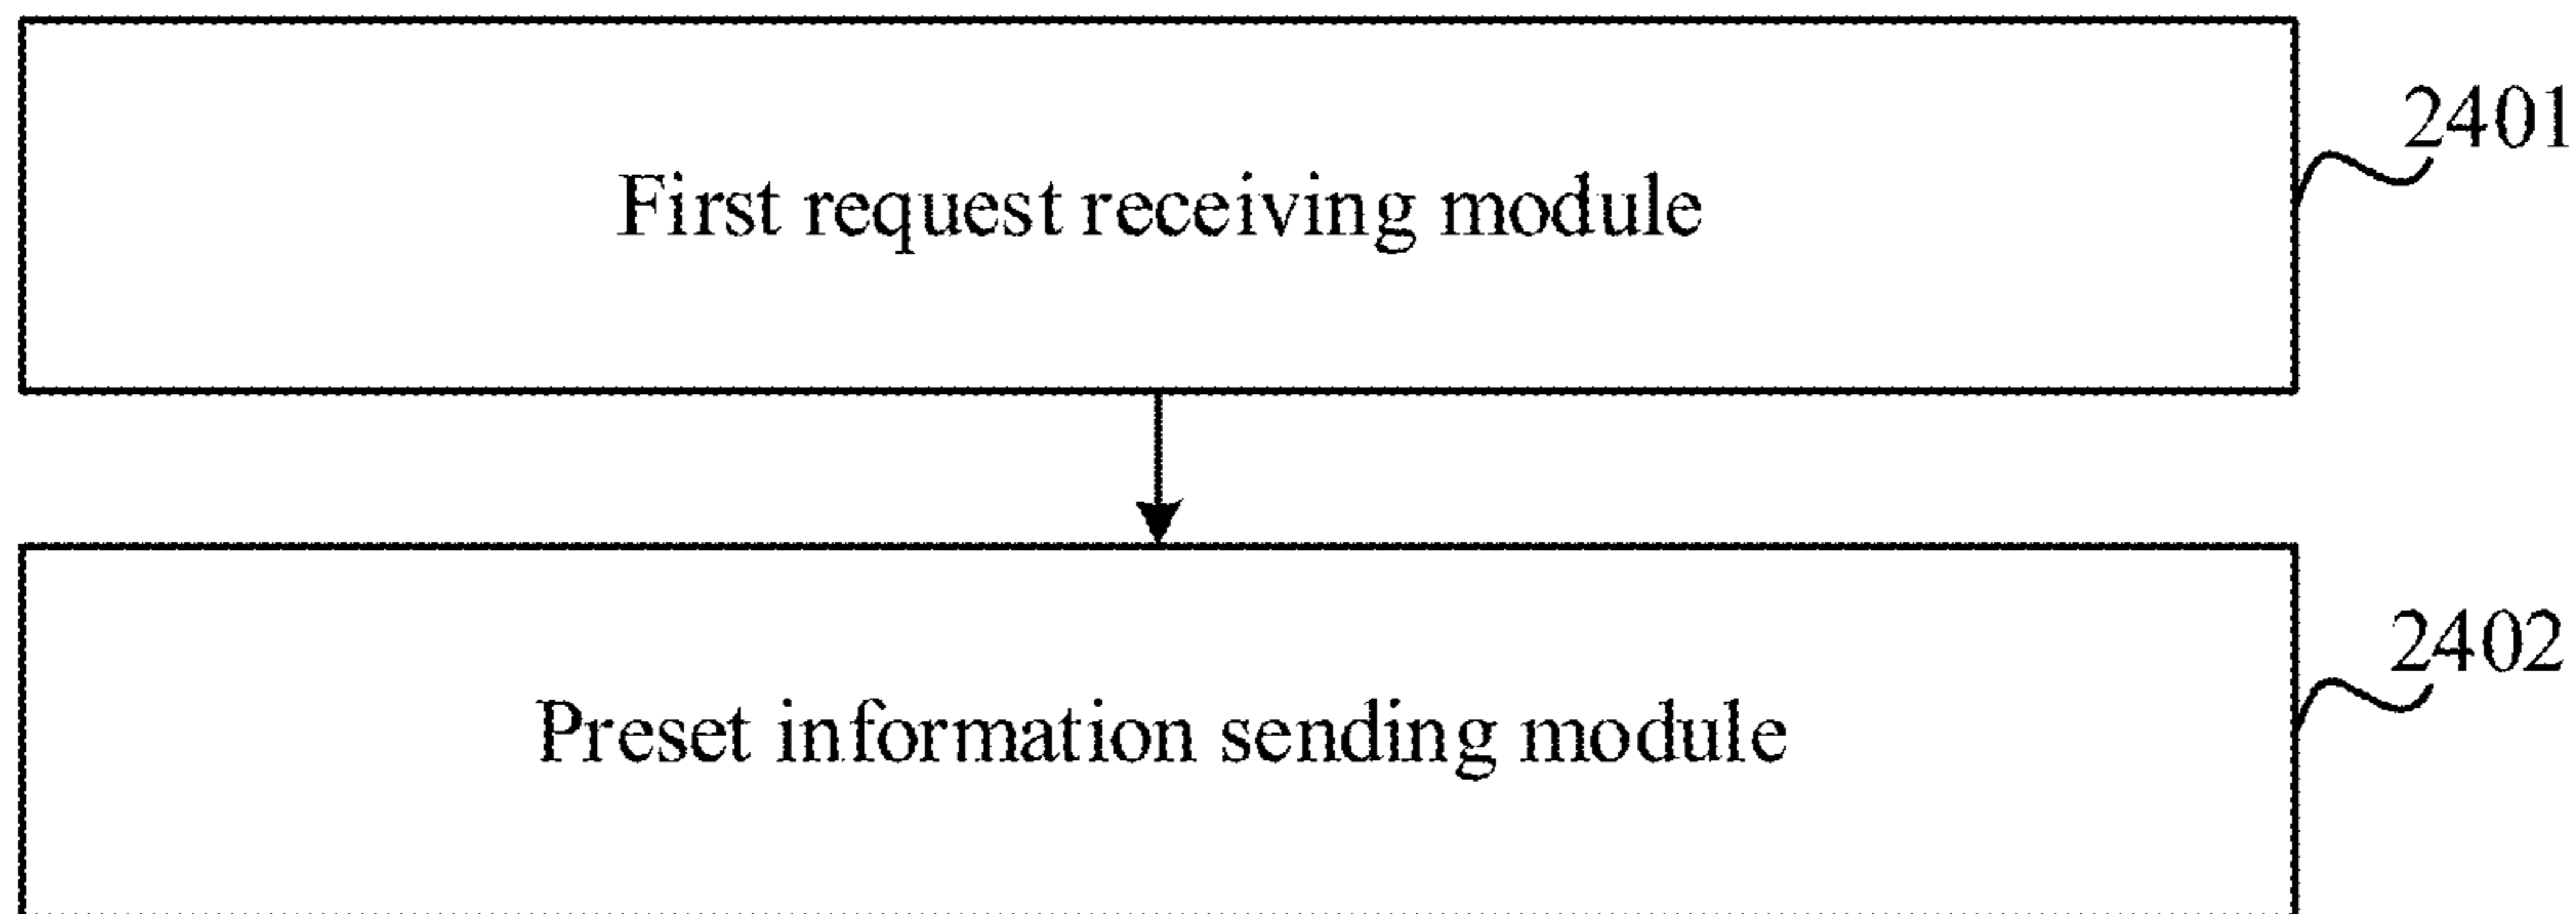 2401
First request receiving module
2402
Preset information sending module